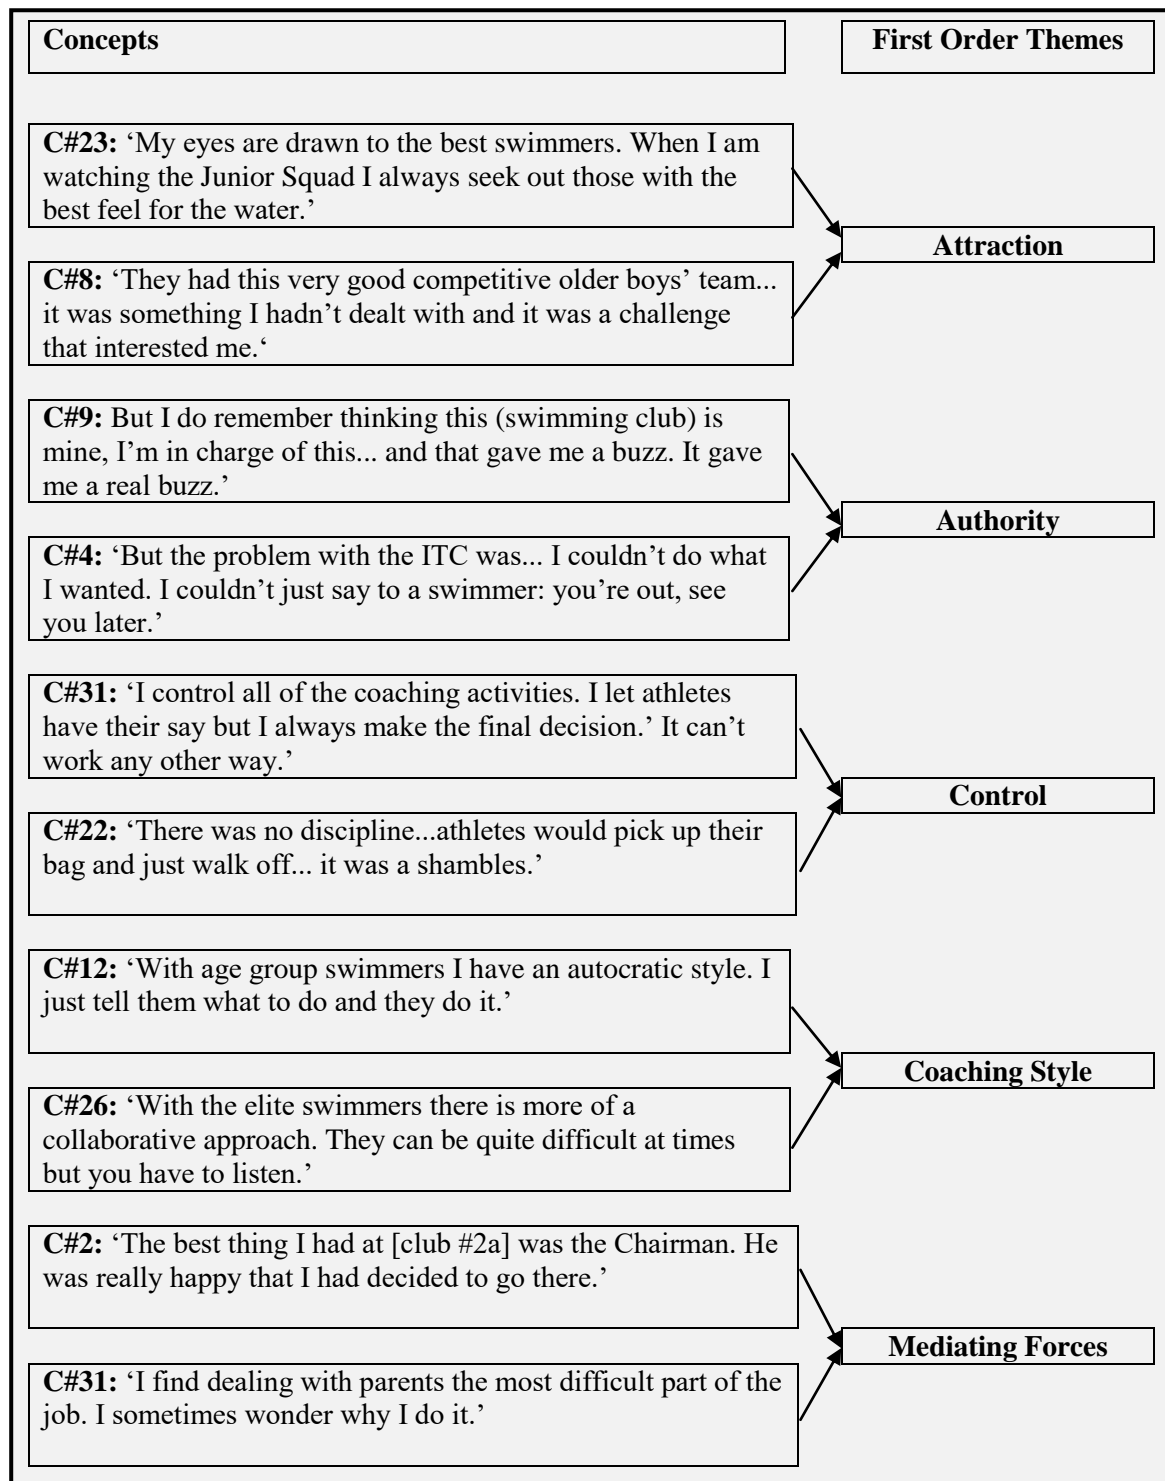 Concepts
First Order Themes
C#23: ‘My eyes are drawn to the best swimmers. When I am
watching the Junior Squad I always seek out those with the
best feel for the water.’
Attraction
C#8: ‘They had this very good competitive older boys’ team...
it was something I hadn’t dealt with and it was a challenge
that interested me.‘
C#9: But I do remember thinking this (swimming club) is
mine, I’m in charge of this... and that gave me a buzz. It gave
me a real buzz.’
Authority
C#4: ‘But the problem with the ITC was... I couldn’t do what
I wanted. I couldn’t just say to a swimmer: you’re out, see
you later.’
C#31: ‘I control all of the coaching activities. I let athletes
have their say but I always make the final decision.’ It can’t
work any other way.’
Control
C#22: ‘There was no discipline...athletes would pick up their
bag and just walk off... it was a shambles.’
C#12: ‘With age group swimmers I have an autocratic style. I
just tell them what to do and they do it.’
Coaching Style
C#26: ‘With the elite swimmers there is more of a
collaborative approach. They can be quite difficult at times
but you have to listen.’
C#2: ‘The best thing I had at [club #2a] was the Chairman. He
was really happy that I had decided to go there.’
Mediating Forces
C#31: ‘I find dealing with parents the most difficult part of the
job. I sometimes wonder why I do it.’